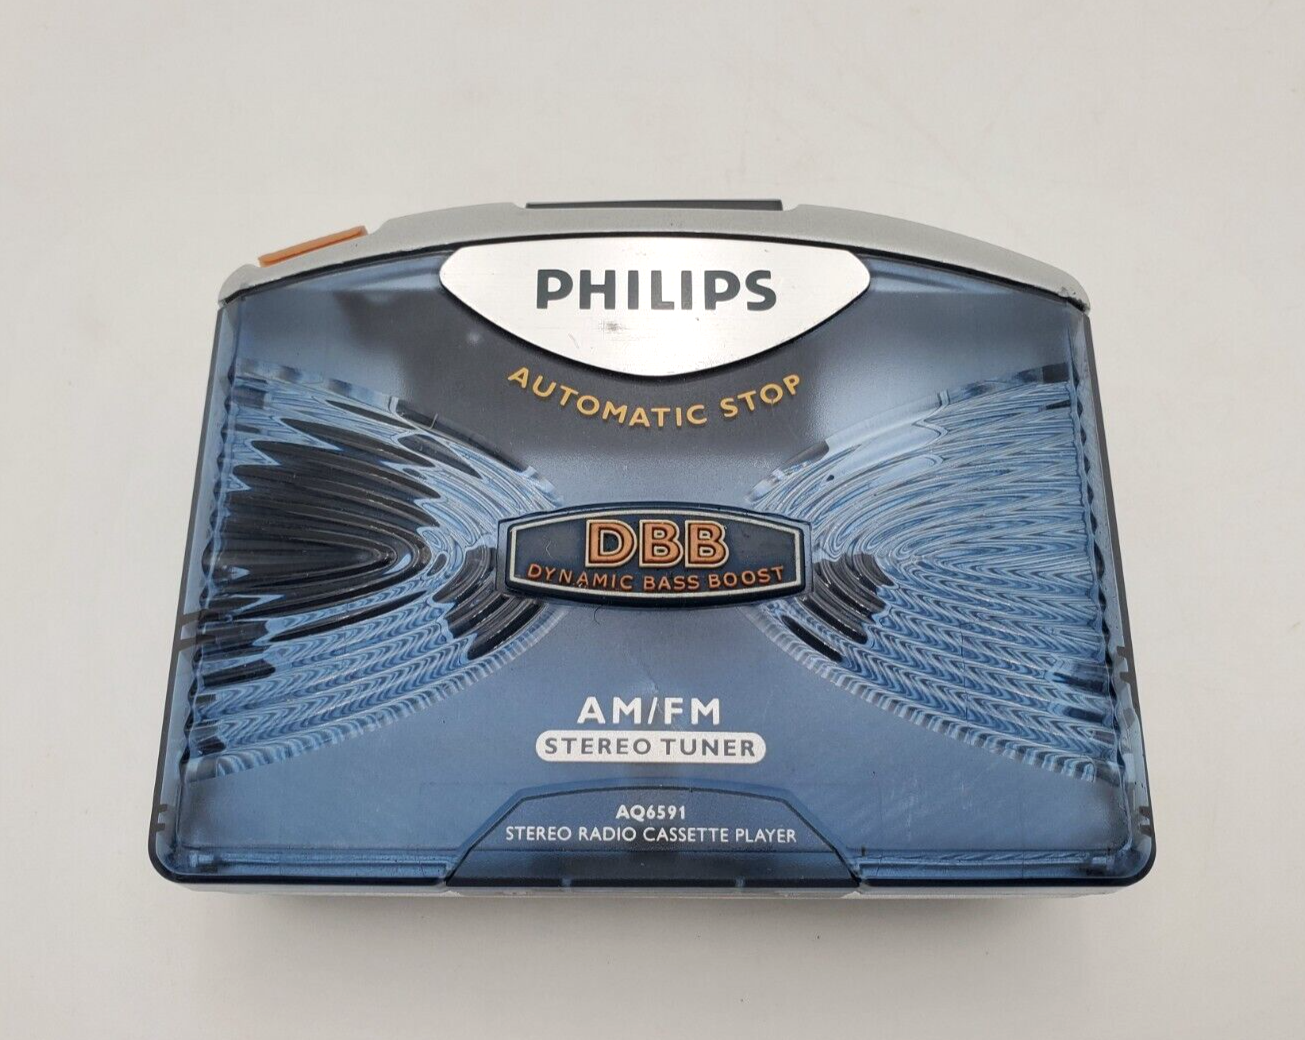 PHILIPS
AUTOMATIC STOP
DBB
DYNAMIC BASS BOOST
AM/FM
STEREO TUNER
AQ6591
STEREO RADIO CASSETTE PLAYER